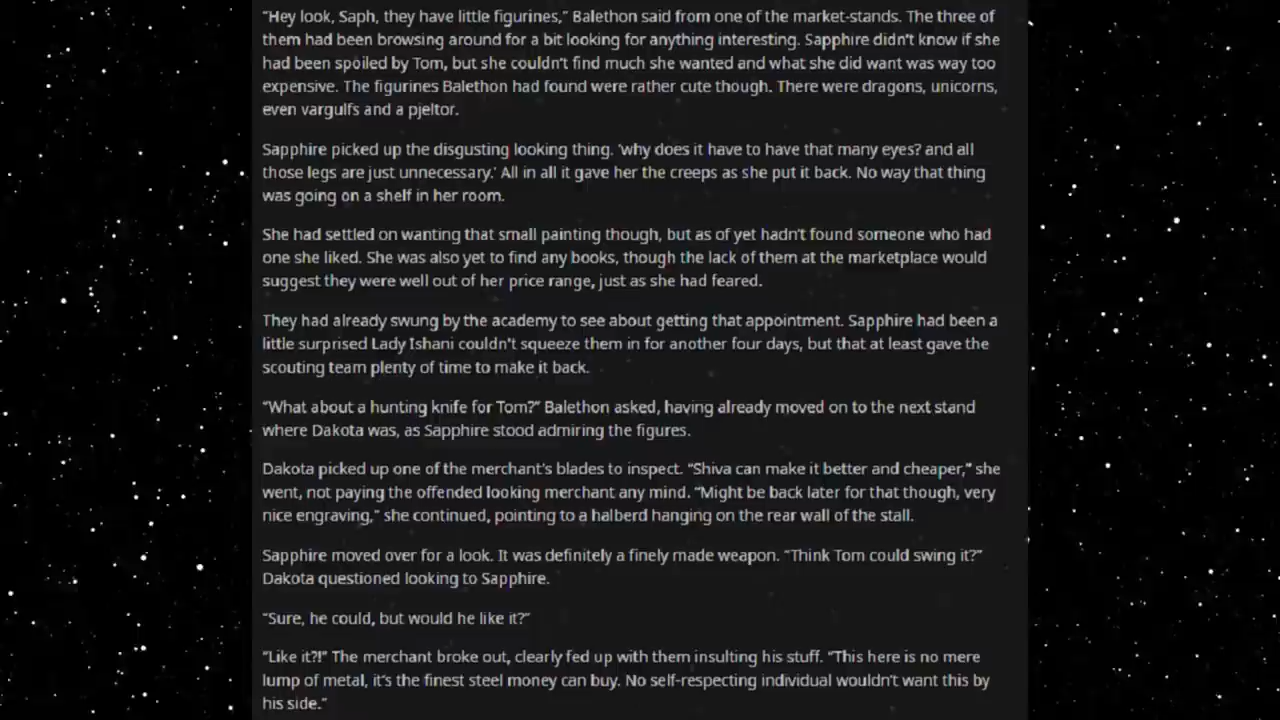 “Hey look, Saph, they have little figurines,” Balethon said from one of the market-stands. The three of
them had been browsing around for a bit looking for anything interesting. Sapphire didn’t know if she
had been spoiled by Tom, but she couldn’t find much she wanted and what she did want was way too
expensive. The figurines Balethon had found were rather cute though. There were dragons, unicorns,
even vargulfs and a pjeltor.
Sapphire picked up the disgusting looking thing. ‘why does it have to have that many eyes? and all
those legs are just unnecessary.’ All in all it gave her the creeps as she put it back. No way that thing
was going on a shelf in her room.
She had settled on wanting that small painting though, but as of yet hadn’t found someone who had
one she liked. She was also yet to find any books, though the lack of them at the marketplace would
suggest they were well out of her price range, just as she had feared.
They had already swung by the academy to see about getting that appointment. Sapphire had been a
little surprised Lady Ishani couldn’t squeeze them in for another four days, but that at least gave the
scouting team plenty of time to make it back.
“What about a hunting knife for Tom?” Balethon asked, having already moved on to the next stand
where Dakota was, as Sapphire stood admiring the figures.
Dakota picked up one of the merchant’s blades to inspect. “Shiva can make it better and cheaper,” she
went, not paying the offended looking merchant any mind. “Might be back later for that though, very
nice engraving,” she continued, pointing to a halberd hanging on the rear wall of the stall.
Sapphire moved over for a look. It was definitely a finely made weapon. “Think Tom could swing it?”
Dakota questioned looking to Sapphire.
“Sure, he could, but would he like it?”
“Like it?!” The merchant broke out, clearly fed up with them insulting his stuff. “This here is no mere
lump of metal, it’s the finest steel money can buy. No self-respecting individual wouldn’t want this by
his side.”